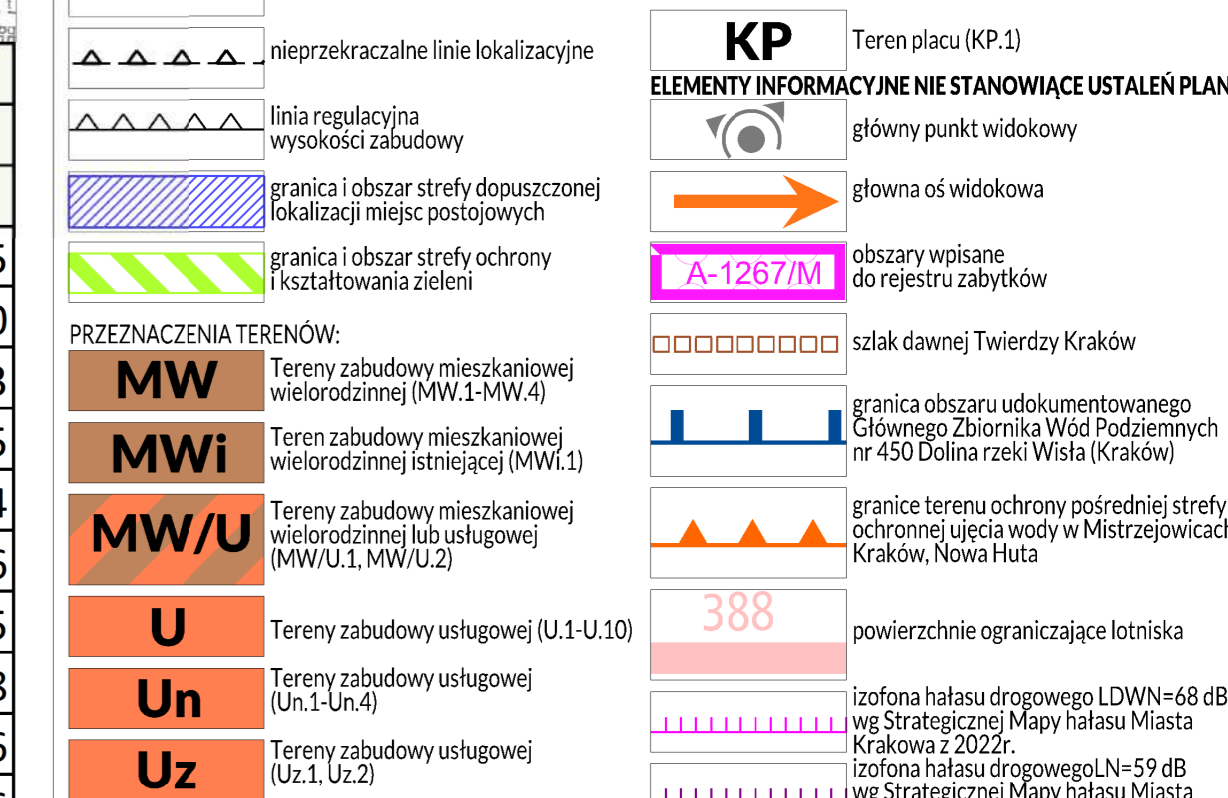 nieprzekraczalne linie lokalizacyjne
linia regulacyjna
wysokości zabudowy
granica i obszar strefy dopuszczonej
lokalizacji miejsc postojowych
granica i obszar strefy ochrony
i kształtowania zieleni
PRZEZNACZENIA TERENÓW:
MW
Tereny zabudowy mieszkaniowej
wielorodzinnej (MW.1-MW.4)
MWi
Teren zabudowy mieszkaniowej
wielorodzinnej istniejącej (MWi.1)
MW/U
Tereny zabudowy mieszkaniowej
wielorodzinnej lub usługowej
(MW/U.1, MW/U.2)
U
Tereny zabudowy usługowej (U.1-U.10)
Un
Tereny zabudowy usługowej
(Un.1-Un.4)
Uz
Tereny zabudowy usługowej
(Uz.1, Uz.2)
KP
Teren placu (KP.1)
ELEMENTY INFORMACYJNE NIE STANOWIĄCE USTALEŃ PLAN
główny punkt widokowy
głowna oś widokowa
A-1267/M
obszary wpisane
do rejestru zabytków
szlak dawnej Twierdzy Kraków
granica obszaru udokumentowanego
Głównego Zbiornika Wód Podziemnych
nr 450 Dolina rzeki Wisła (Kraków)
granice terenu ochrony pośredniej strefy
ochronnej ujęcia wody w Mistrzejowicach
Kraków, Nowa Huta
388
powierzchnie ograniczające lotniska
izofona hałasu drogowego LDWN=68 dB
wg Strategicznej Mapy hałasu Miasta
Krakowa z 2022r.
izofona hałasu drogowegoLN=59 dB
wg Strategicznej Mapy hałasu Miasta